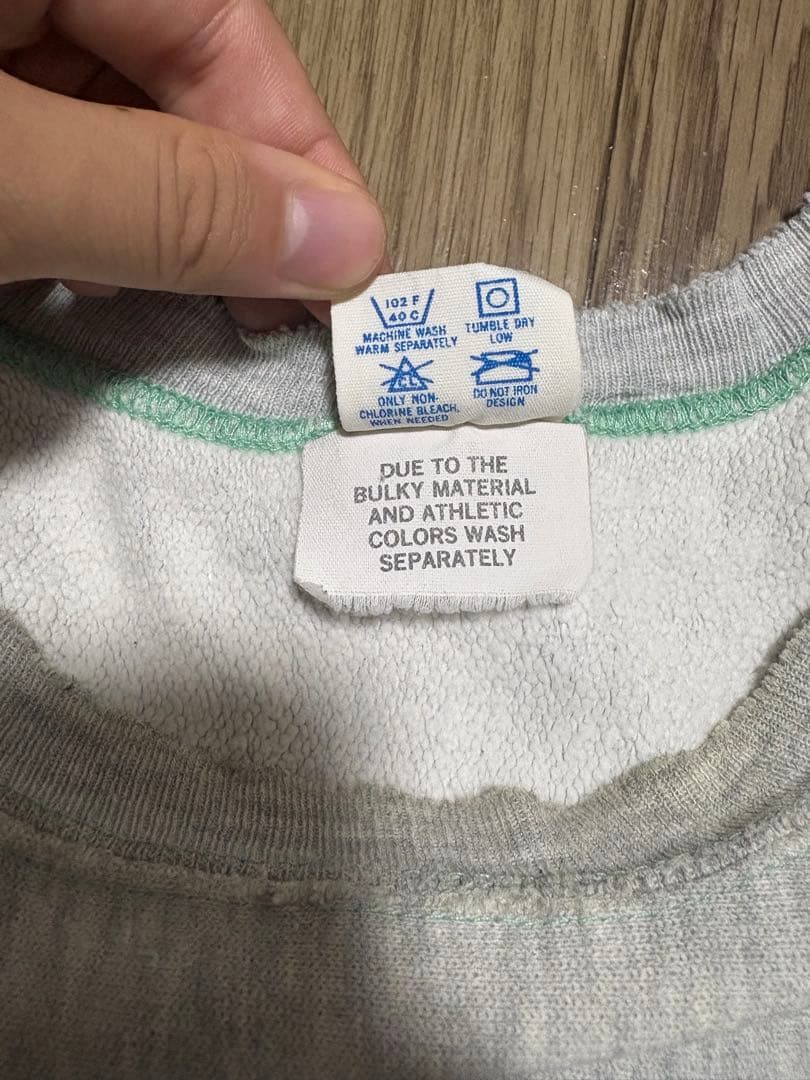 102 F
40 C
MACHINE WASH
WARM SEPARATELY
TUMBLE DRY
LOW
CL
ONLY NON-
CHLORINE BLEACH,
WHEN NEEDED
DO NOT IRON
DESIGN
DUE TO THE
BULKY MATERIAL
AND ATHLETIC
COLORS WASH
SEPARATELY